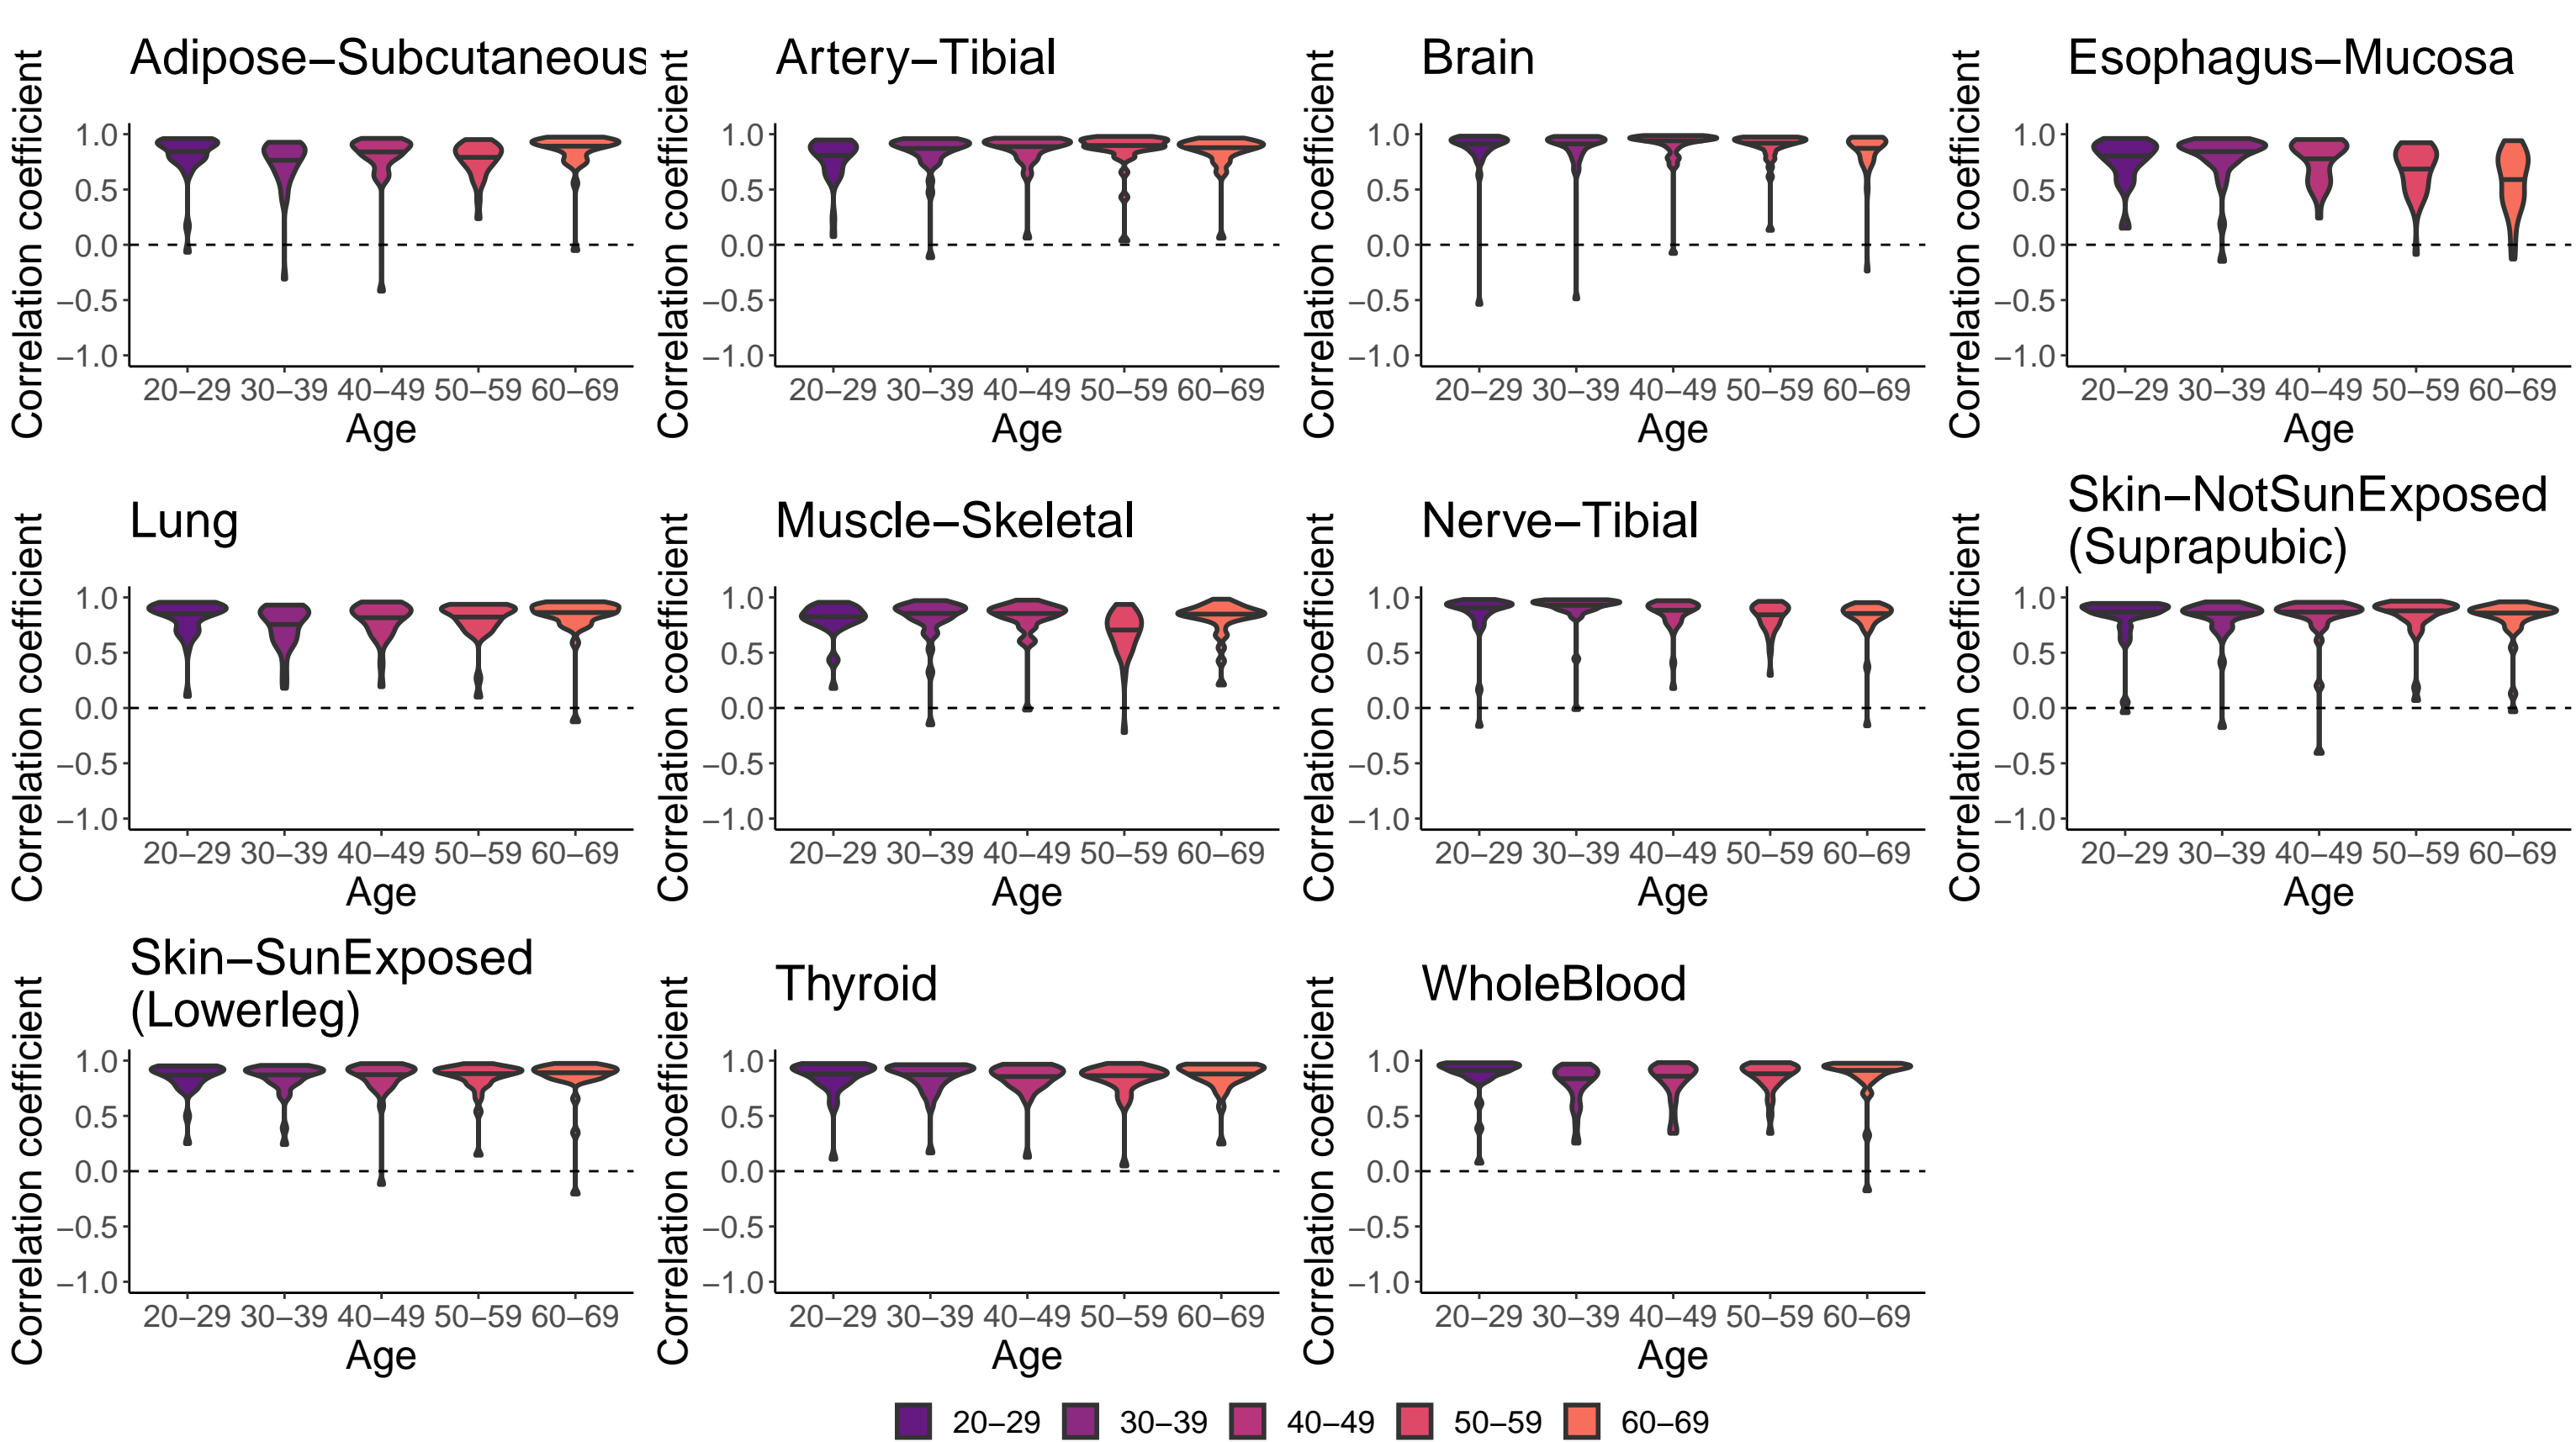 Adipose−Subcutaneous
Correlation coefficient
1.0
0.5
0.0
−0.5
−1.0
20−29 30−39 40−49 50−59 60−69
Age
Artery−Tibial
Correlation coefficient
1.0
0.5
0.0
−0.5
−1.0
20−29 30−39 40−49 50−59 60−69
Age
Brain
Correlation coefficient
1.0
0.5
0.0
−0.5
−1.0
20−29 30−39 40−49 50−59 60−69
Age
Esophagus−Mucosa
Correlation coefficient
1.0
0.5
0.0
−0.5
−1.0
20−29 30−39 40−49 50−59 60−69
Age
Lung
Correlation coefficient
1.0
0.5
0.0
−0.5
−1.0
20−29 30−39 40−49 50−59 60−69
Age
Muscle−Skeletal
Correlation coefficient
1.0
0.5
0.0
−0.5
−1.0
20−29 30−39 40−49 50−59 60−69
Age
Nerve−Tibial
Correlation coefficient
1.0
0.5
0.0
−0.5
−1.0
20−29 30−39 40−49 50−59 60−69
Age
Skin−NotSunExposed
(Suprapubic)
Correlation coefficient
1.0
0.5
0.0
−0.5
−1.0
20−29 30−39 40−49 50−59 60−69
Age
Skin−SunExposed
(Lowerleg)
Correlation coefficient
1.0
0.5
0.0
−0.5
−1.0
20−29 30−39 40−49 50−59 60−69
Age
Thyroid
Correlation coefficient
1.0
0.5
0.0
−0.5
−1.0
20−29 30−39 40−49 50−59 60−69
Age
WholeBlood
Correlation coefficient
1.0
0.5
0.0
−0.5
−1.0
20−29 30−39 40−49 50−59 60−69
Age
20−29 30−39 40−49 50−59 60−69